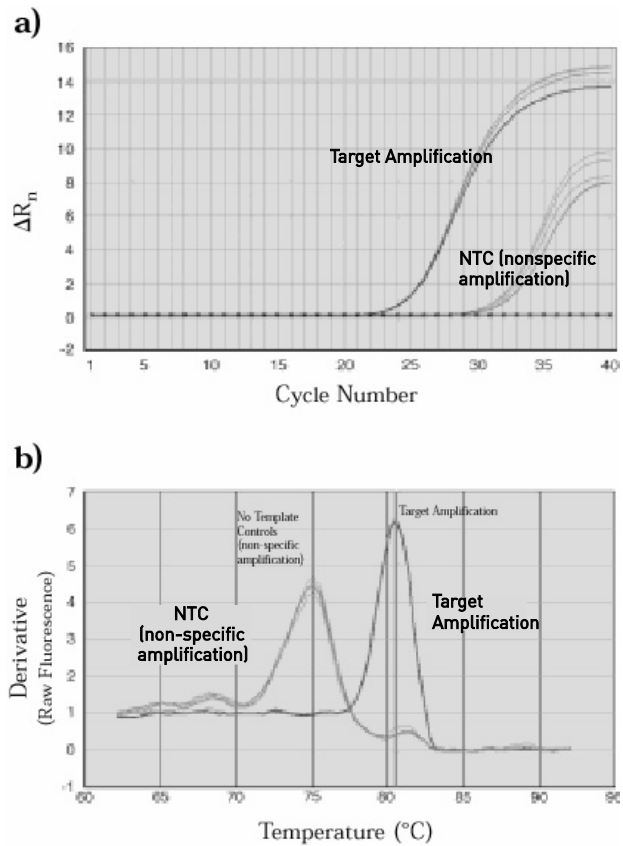 a)
16
14
12
10
8
6
4
2
0
-2
ΔRn
Target Amplification
NTC (nonspecific
amplification)
1
5
10
15
20
25
30
35
40
Cycle Number
b)
7
6
5
4
3
2
1
0
-1
Derivative
(Raw Fluorescence)
No Template
Controls
(non-specific
amplification)
Target Amplification
NTC
(non-specific
amplification)
Target
Amplification
60
65
70
75
80
85
90
95
Temperature (°C)